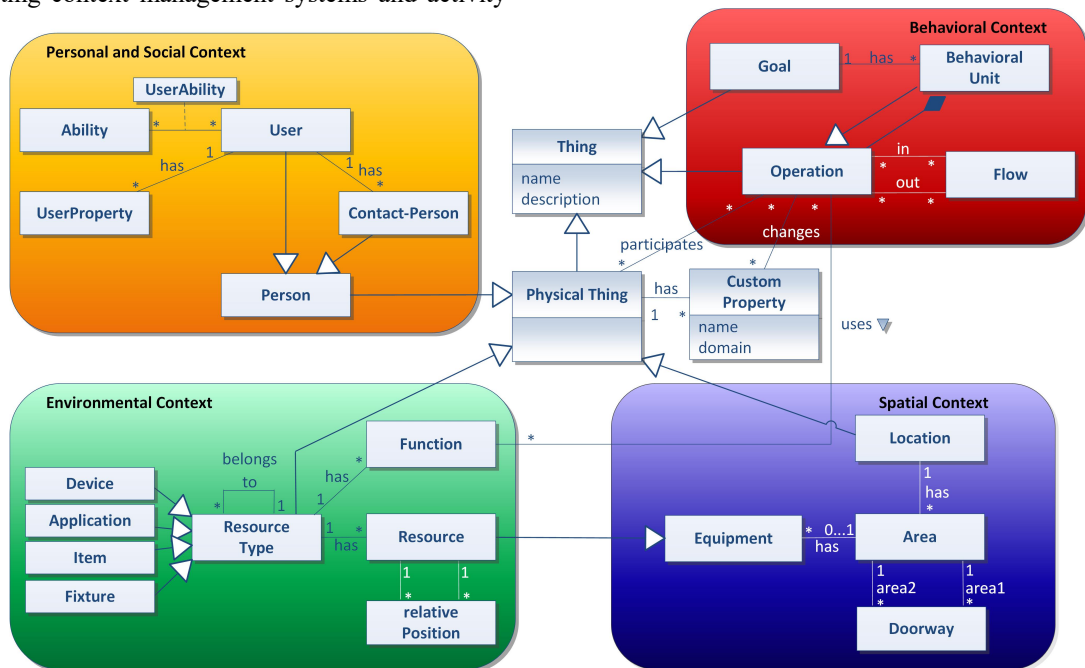 ting context management systems and activity
Personal and Social Context
UserAbility
Ability
*
*
User
1
has
*
1
has
*
UserProperty
Contact-Person
Person
Behavioral Context
Goal
1
has
*
Behavioral
Unit
Operation
in
*
*
out
*
*
Flow
*
*
*
Thing
name
description
participates
*
changes
*
Physical Thing
has
1
*
Custom
Property
name
domain
uses
Environmental Context
Function
*
belongs
to
*
1
has
*
1
Device
Application
Item
Fixture
Resource
Type
1
*
has
Resource
1
1
*
*
relative
Position
Spatial Context
Location
1
has
*
Equipment
*
0...1
has
Area
1
area2
*
1
area1
*
Doorway